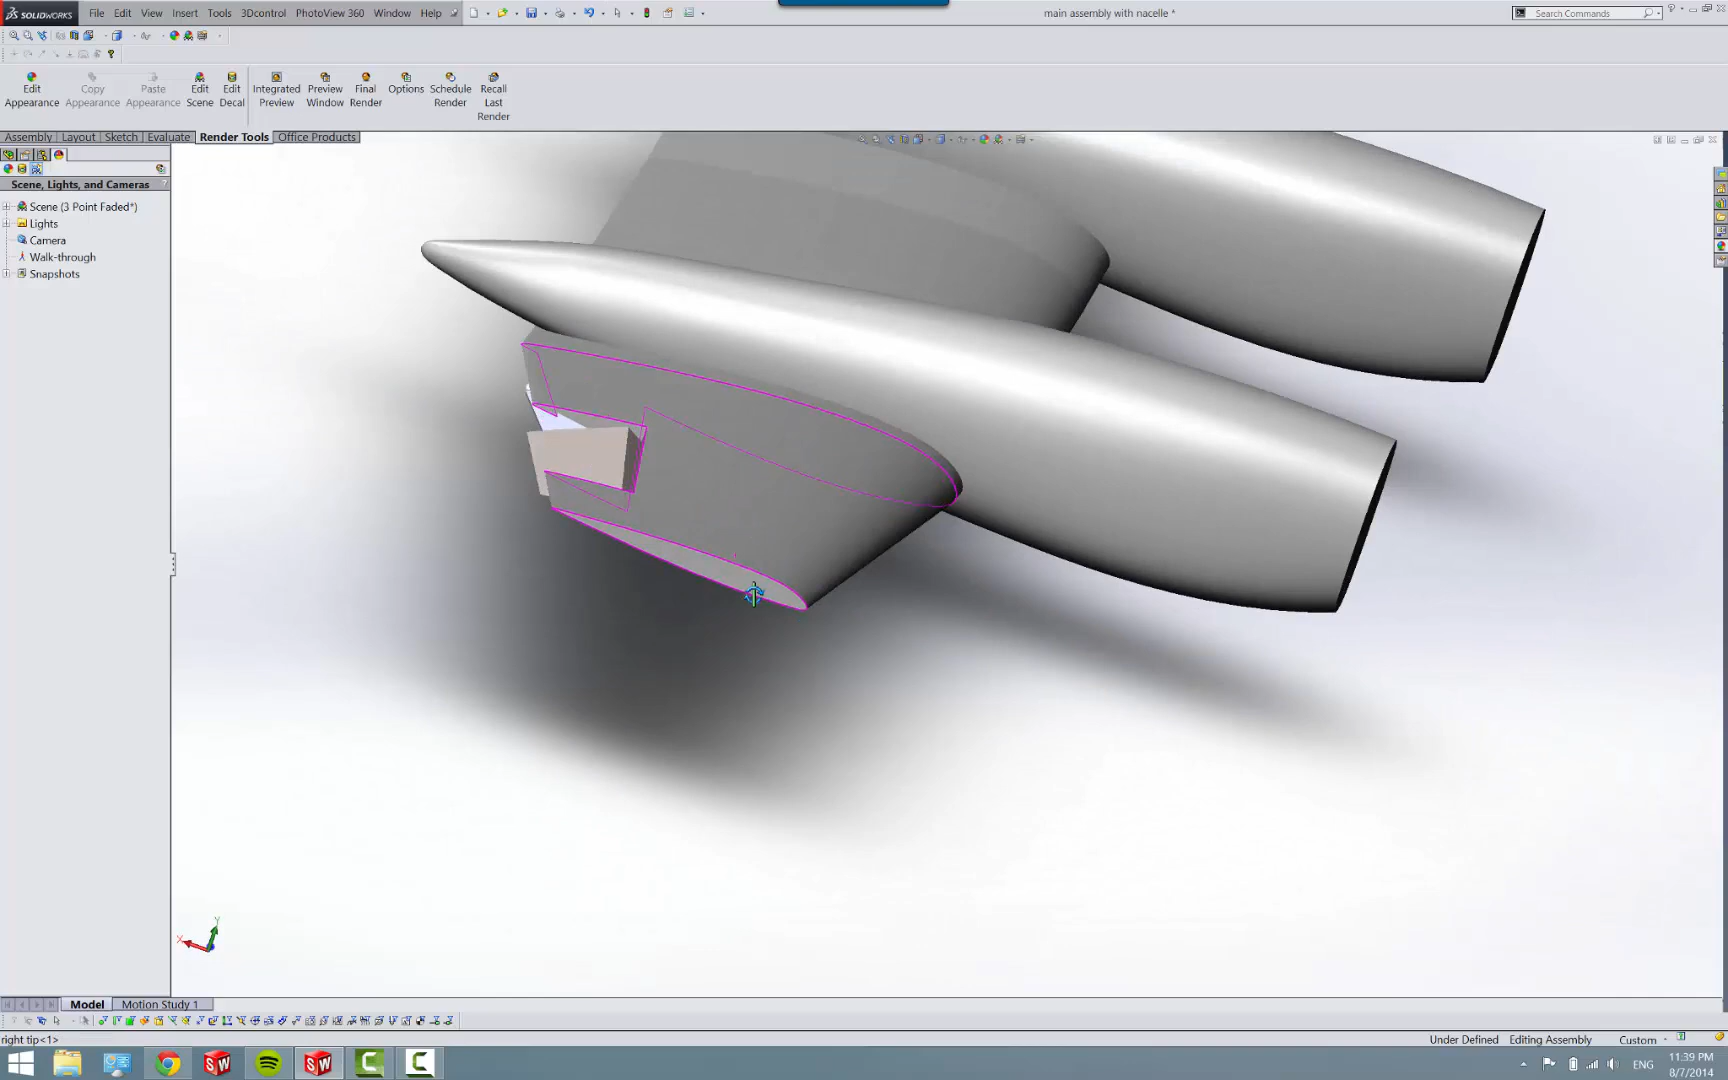 SOLIDWORKS File Edit View Insert Tools 3Dcontrol PhotoView 360 Window Help main assembly with nacelle * Search Commands
Edit Appearance
Copy Appearance
Paste Appearance
Edit Scene
Edit Decal
Integrated Preview
Preview Window
Final Render
Options
Schedule Render
Recall Last Render
Assembly Layout Sketch Evaluate Render Tools Office Products
Scene, Lights, and Cameras
Scene (3 Point Faded*)
Lights
Camera
Walk-through
Snapshots
Y
X
Model Motion Study 1
right tip<1> Under Defined Editing Assembly Custom
ENG 11:39 PM
8/7/2014